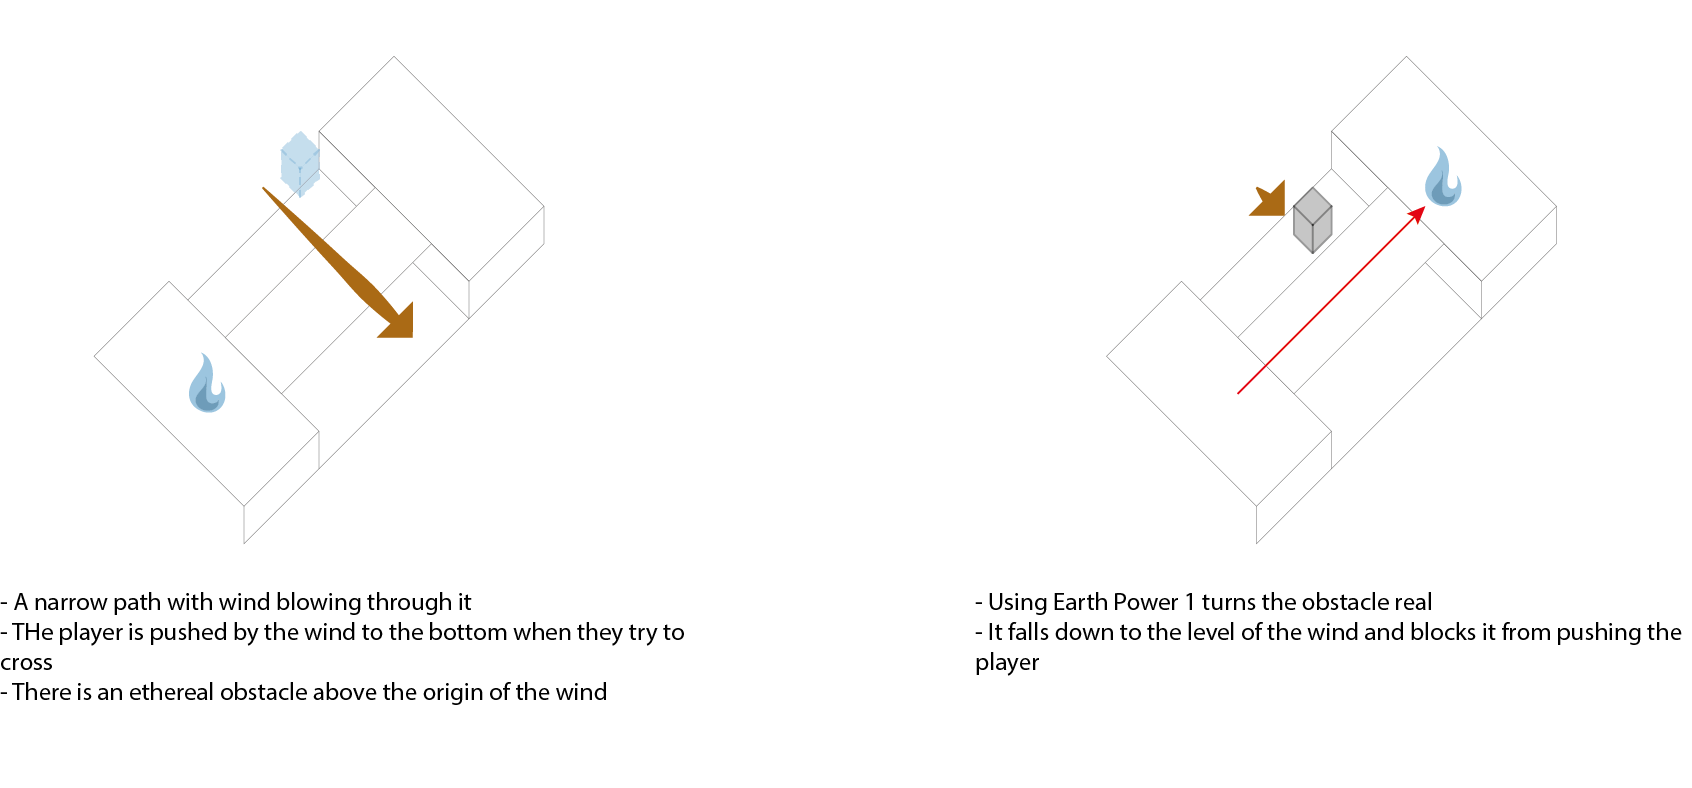 - A narrow path with wind blowing through it
- THe player is pushed by the wind to the bottom when they try to
cross
- There is an ethereal obstacle above the origin of the wind
- Using Earth Power 1 turns the obstacle real
- It falls down to the level of the wind and blocks it from pushing the
player